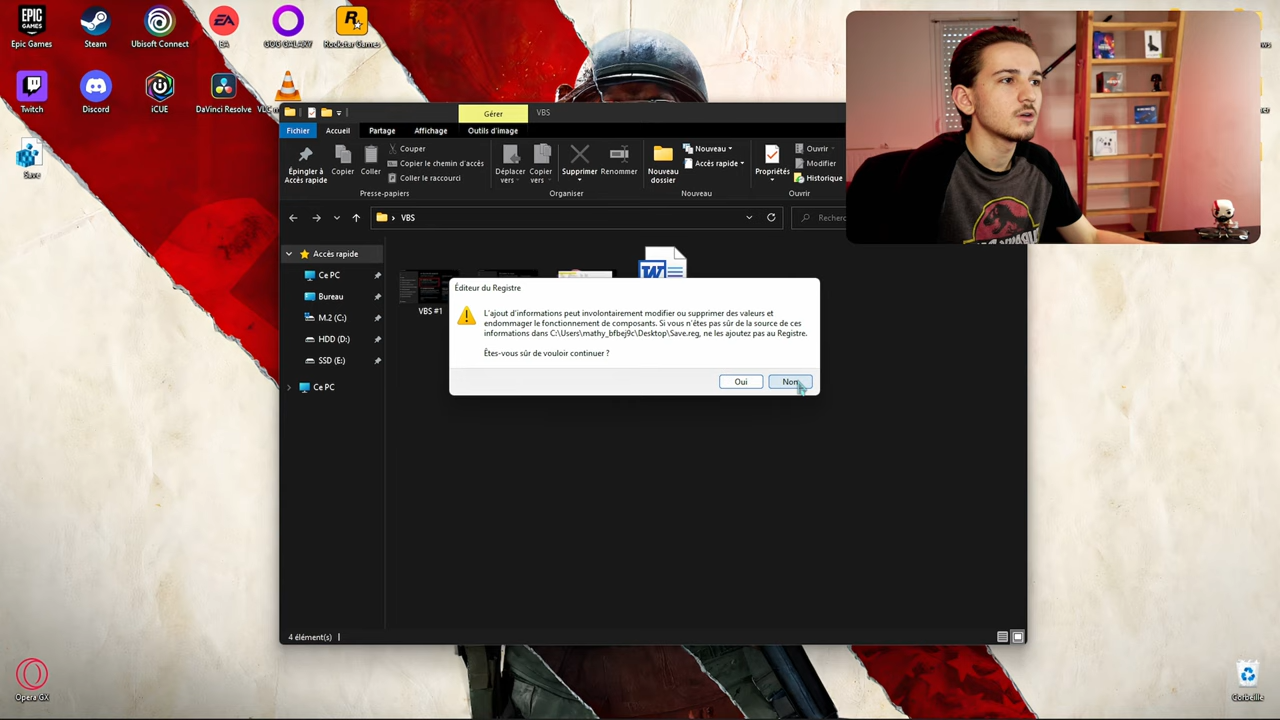 Epic Games
Steam
Ubisoft Connect
EA
GOG GALAXY
Rockstar Games
Twitch
Discord
iCUE
DaVinci Resolve
Save
Gérer
VBS
Fichier
Accueil
Partage
Affichage
Outils d'image
Épingler à
Accès rapide
Copier
Coller
Couper
Copier le chemin d'accès
Coller le raccourci
Presse-papiers
Déplacer
vers
Copier
vers
Supprimer
Renommer
Organiser
Nouveau
dossier
Nouveau
Accès rapide
Nouveau
Propriétés
Ouvrir
Modifier
Historique
Ouvrir
VBS
Accès rapide
Ce PC
Bureau
M.2 (C:)
HDD (D:)
SSD (E:)
Ce PC
VBS #1
Éditeur du Registre
L'ajout d'informations peut involontairement modifier ou supprimer des valeurs et
endommager le fonctionnement de composants. Si vous n'êtes pas sûr de la source de ces
informations dans C:\Users\mathy_bfbej9c\Desktop\Save.reg, ne les ajoutez pas au Registre.
Êtes-vous sûr de vouloir continuer ?
Oui
Non
4 élément(s)
Opera GX
Corbeille